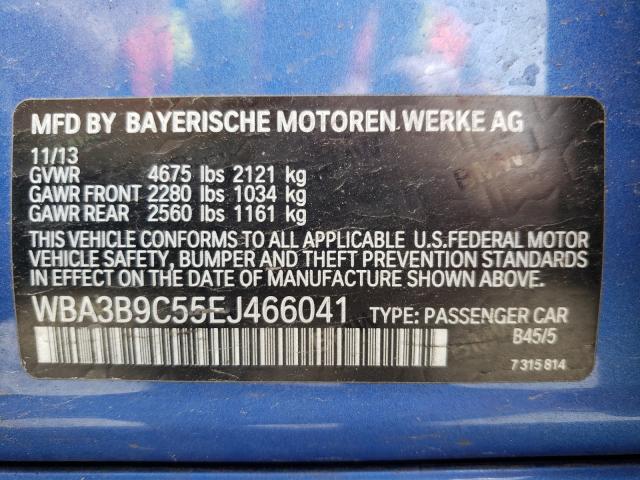 MFD BY BAYERISCHE MOTOREN WERKE AG
11/13
GVWR 4675 lbs 2121 kg
GAWR FRONT 2280 lbs 1034 kg
GAWR REAR 2560 lbs 1161 kg
THIS VEHICLE CONFORMS TO ALL APPLICABLE U.S.FEDERAL MOTOR
VEHICLE SAFETY, BUMPER AND THEFT PREVENTION STANDARDS
IN EFFECT ON THE DATE OF MANUFACTURE SHOWN ABOVE.
WBA3B9C55EJ466041 TYPE: PASSENGER CAR
B45/5
7 315 814